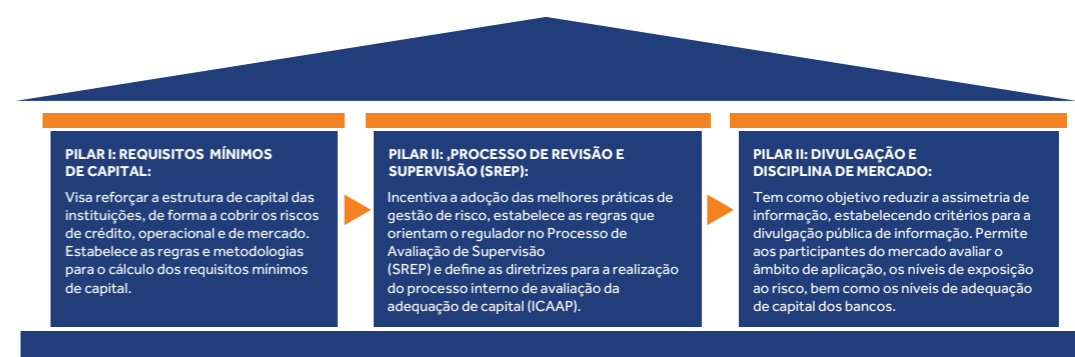 PILAR I: REQUISITOS MÍNIMOS
DE CAPITAL:
Visa reforçar a estrutura de capital das
instituições, de forma a cobrir os riscos
de crédito, operacional e de mercado.
Estabelece as regras e metodologias
para o cálculo dos requisitos mínimos
de capital.
PILAR II: ,PROCESSO DE REVISÃO E
SUPERVISÃO (SREP):
Incentiva a adoção das melhores práticas de
gestão de risco, estabelece as regras que
orientam o regulador no Processo de
Avaliação de Supervisão
(SREP) e define as diretrizes para a realização
do processo interno de avaliação da
adequação de capital (ICAAP).
PILAR II: DIVULGAÇÃO E
DISCIPLINA DE MERCADO:
Tem como objetivo reduzir a assimetria de
informação, estabelecendo critérios para a
divulgação pública de informação. Permite
aos participantes do mercado avaliar o
âmbito de aplicação, os níveis de exposição
ao risco, bem como os níveis de adequação
de capital dos bancos.